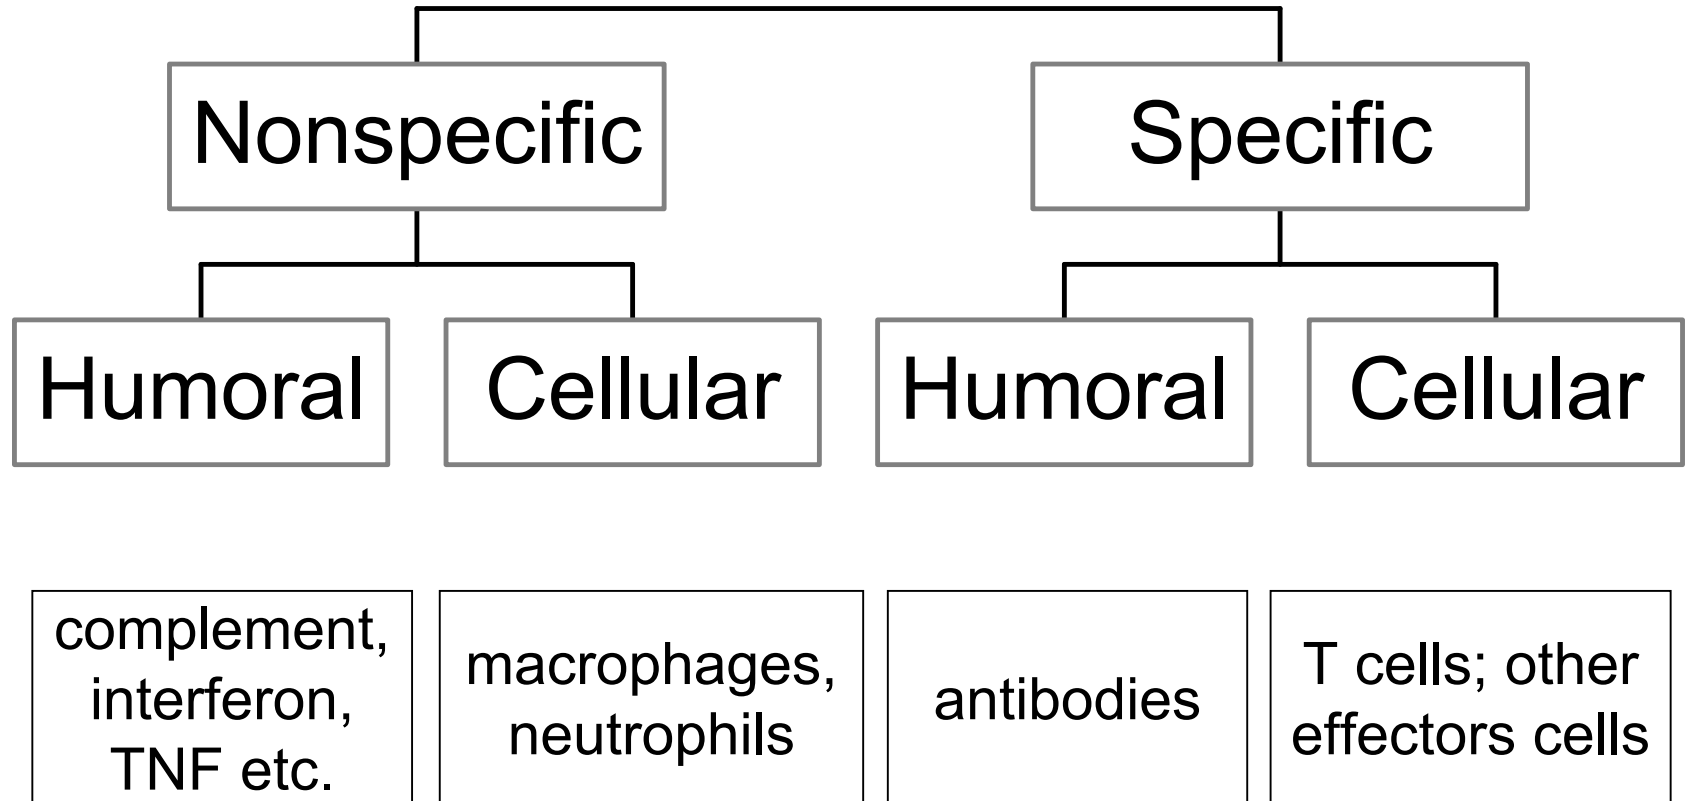 Nonspecific
Specific
Humoral
Cellular
Humoral
Cellular
complement,
interferon,
TNF etc.
macrophages,
neutrophils
antibodies
T cells; other
effectors cells